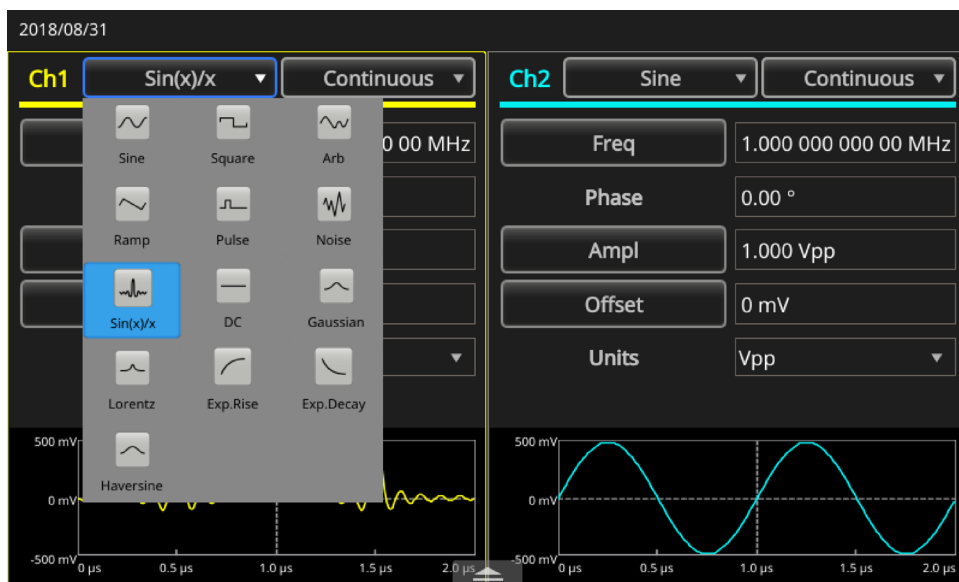 2018/08/31
Ch1 Sin(x)/x Continuous
Ch2 Sine Continuous
Sine Square Arb
0 00 MHz
Freq 1.000 000 000 00 MHz
Ramp Pulse Noise
Phase 0.00 °
Ampl 1.000 Vpp
Sin(x)/x DC Gaussian
Offset 0 mV
Lorentz Exp.Rise Exp.Decay
Units Vpp
Haversine
500 mV
0 mV
-500 mV
0 µs 0.5 µs 1.0 µs 1.5 µs 2.0 µs
500 mV
0 mV
-500 mV
0 µs 0.5 µs 1.0 µs 1.5 µs 2.0 µs